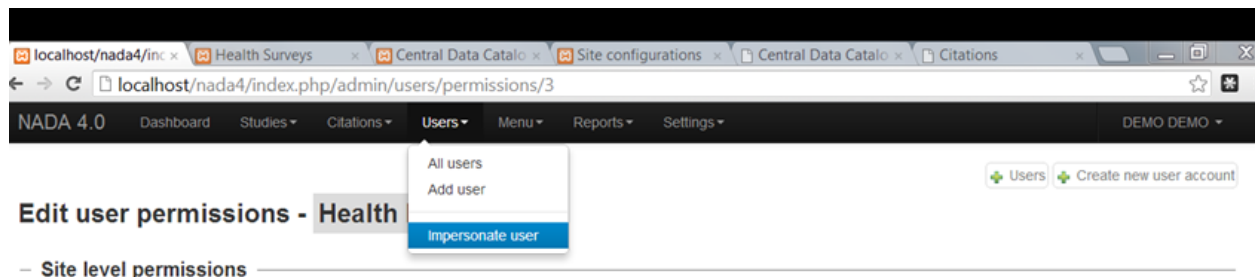 localhost/nada4/inc Health Surveys Central Data Catalo Site configurations Central Data Catalo Citations
localhost/nada4/index.php/admin/users/permissions/3
NADA 4.0 Dashboard Studies Citations Users Menu Reports Settings DEMO DEMO
All users
Add user
Impersonate user
Users Create new user account
Edit user permissions - Health
Site level permissions